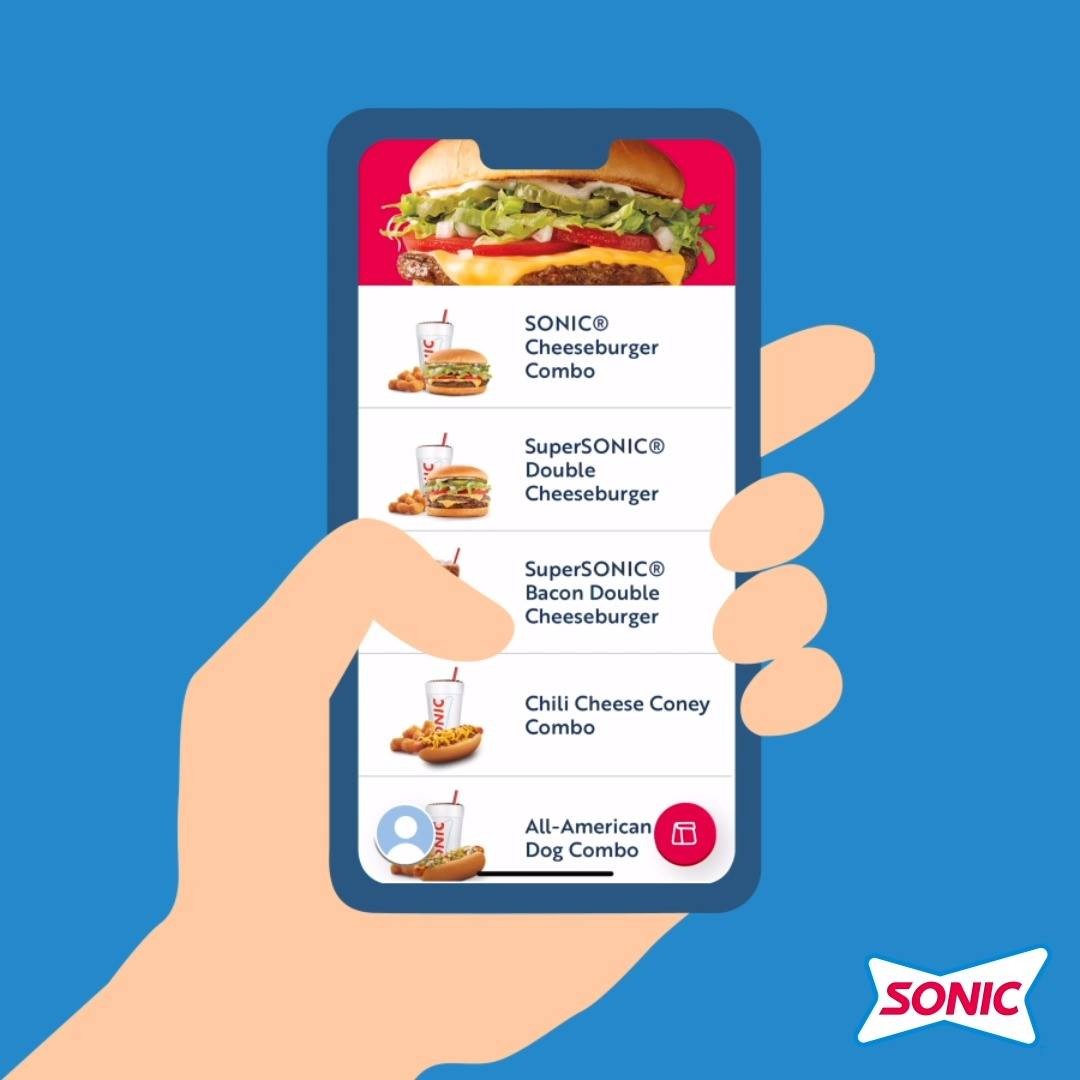 SONIC®
Cheeseburger
Combo
SuperSONIC®
Double
Cheeseburger
SuperSONIC®
Bacon Double
Cheeseburger
SONIC
Chili Cheese Coney
Combo
All-American
Dog Combo
SONIC